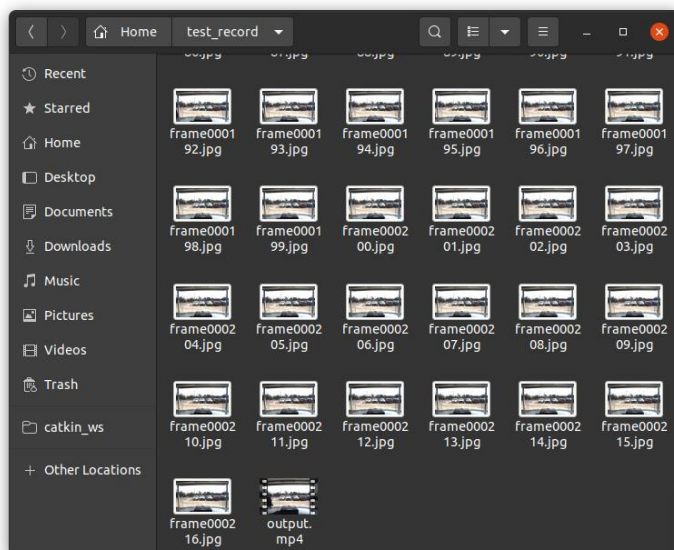 Home test_record
Recent
Starred
Home
Desktop
Documents
Downloads
Music
Pictures
Videos
Trash
catkin_ws
+ Other Locations
frame0001 frame0001 frame0001 frame0001 frame0001 frame0001
92.jpg 93.jpg 94.jpg 95.jpg 96.jpg 97.jpg
frame0001 frame0001 frame0002 frame0002 frame0002 frame0002
98.jpg 99.jpg 00.jpg 01.jpg 02.jpg 03.jpg
frame0002 frame0002 frame0002 frame0002 frame0002 frame0002
04.jpg 05.jpg 06.jpg 07.jpg 08.jpg 09.jpg
frame0002 frame0002 frame0002 frame0002 frame0002 frame0002
10.jpg 11.jpg 12.jpg 13.jpg 14.jpg 15.jpg
frame0002 output.
16.jpg mp4